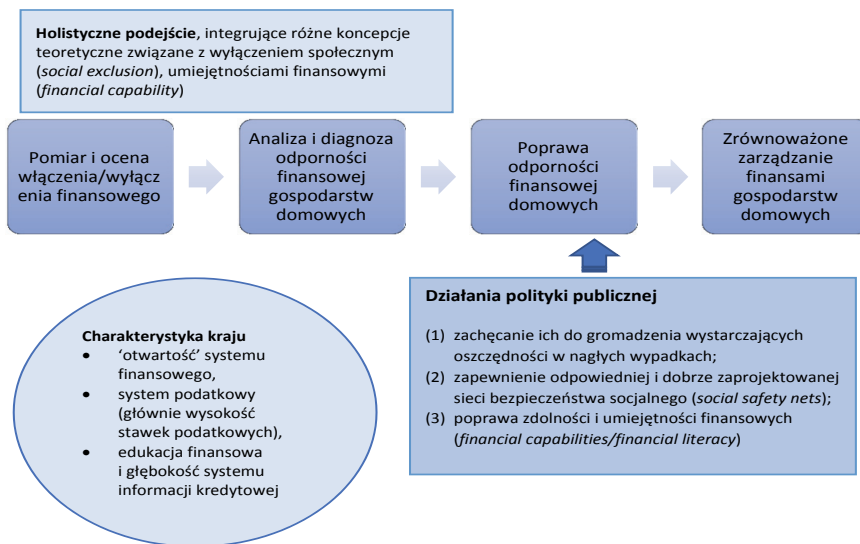 Holistyczne podejście, integrujące różne koncepcje
teoretyczne związane z wyłączeniem społecznym
(social exclusion), umiejętnościami finansowymi
(financial capability)
Pomiar i ocena
włączenia/wyłącz
enia finansowego
Analiza i diagnoza
odporności
finansowej
gospodarstw
domowych
Poprawa
odporności
finansowej
domowych
Zrównoważone
zarządzanie
finansami
gospodarstw
domowych
Charakterystyka kraju
• ‘otwartość’ systemu
finansowego,
• system podatkowy
(głównie wysokość
stawek podatkowych),
• edukacja finansowa
i głębokość systemu
informacji kredytowej
Działania polityki publicznej
(1) zachęcanie ich do gromadzenia wystarczających
oszczędności w nagłych wypadkach;
(2) zapewnienie odpowiedniej i dobrze zaprojektowanej
sieci bezpieczeństwa socjalnego (social safety nets);
(3) poprawa zdolności i umiejętności finansowych
(financial capabilities/financial literacy)